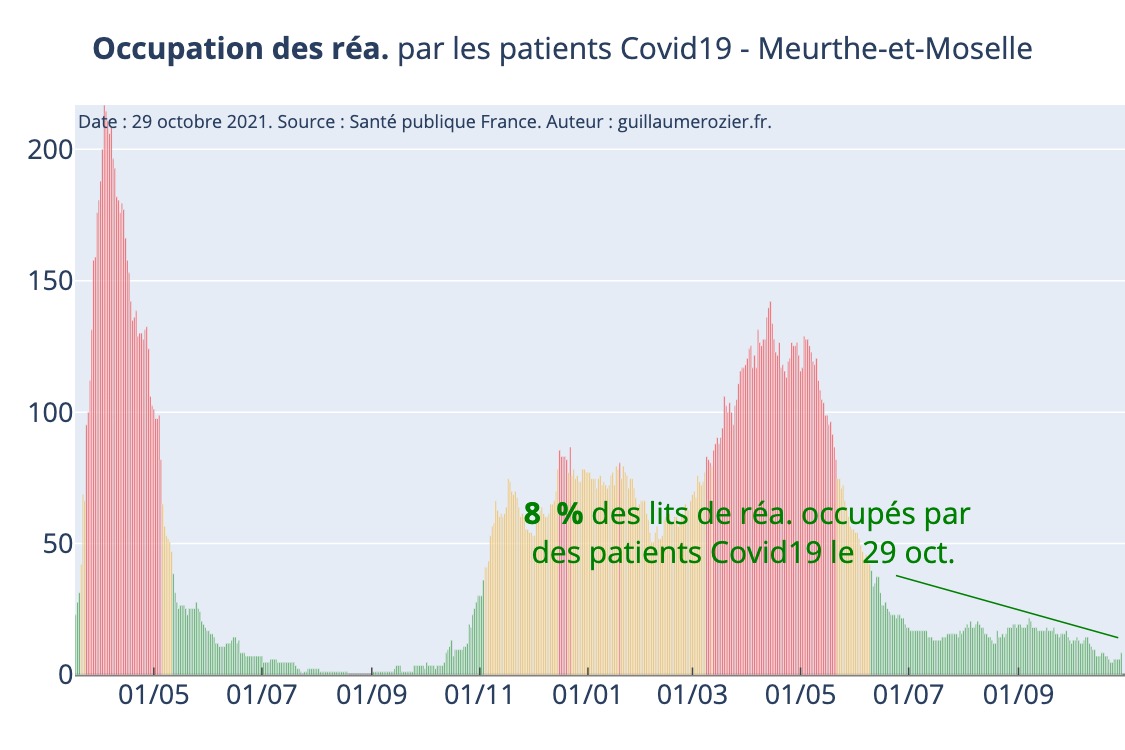 Occupation des réa. par les patients Covid19 - Meurthe-et-Moselle
Date : 29 octobre 2021. Source : Santé publique France. Auteur : guillaumerozier.fr.
200
150
100
50
0
8 % des lits de réa. occupés par
des patients Covid19 le 29 oct.
01/05 01/07 01/09 01/11 01/01 01/03 01/05 01/07 01/09